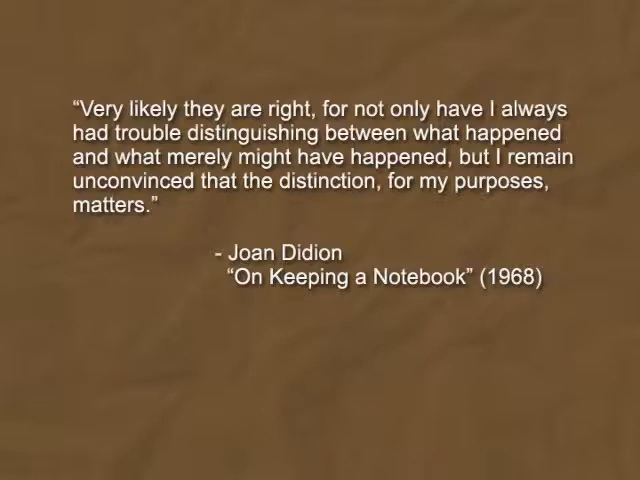 “Very likely they are right, for not only have I always
had trouble distinguishing between what happened
and what merely might have happened, but I remain
unconvinced that the distinction, for my purposes,
matters.”
- Joan Didion
“On Keeping a Notebook” (1968)